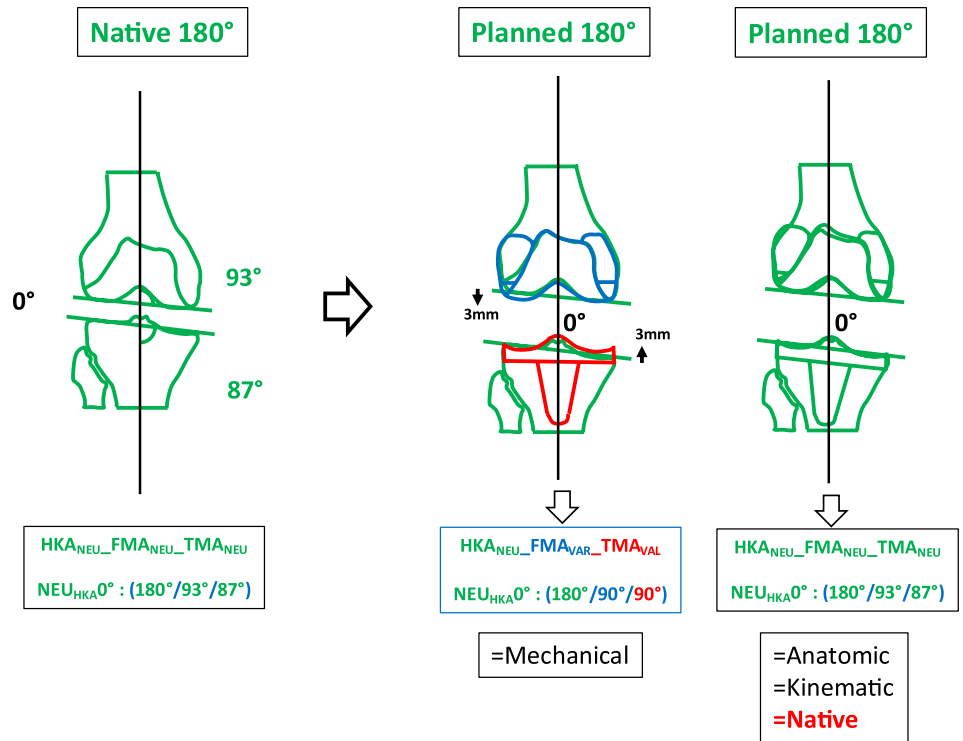 Native 180°
Planned 180°
Planned 180°
93°
0°
87°
3mm
0°
3mm
0°
HKANEU_FMANEU_TMANEU
NEUHKA0° : (180°/93°/87°)
HKANEU_FMAVAR_TMAVAL
NEUHKA0° : (180°/90°/90°)
HKANEU_FMANEU_TMANEU
NEUHKA0° : (180°/93°/87°)
=Mechanical
=Anatomic
=Kinematic
=Native